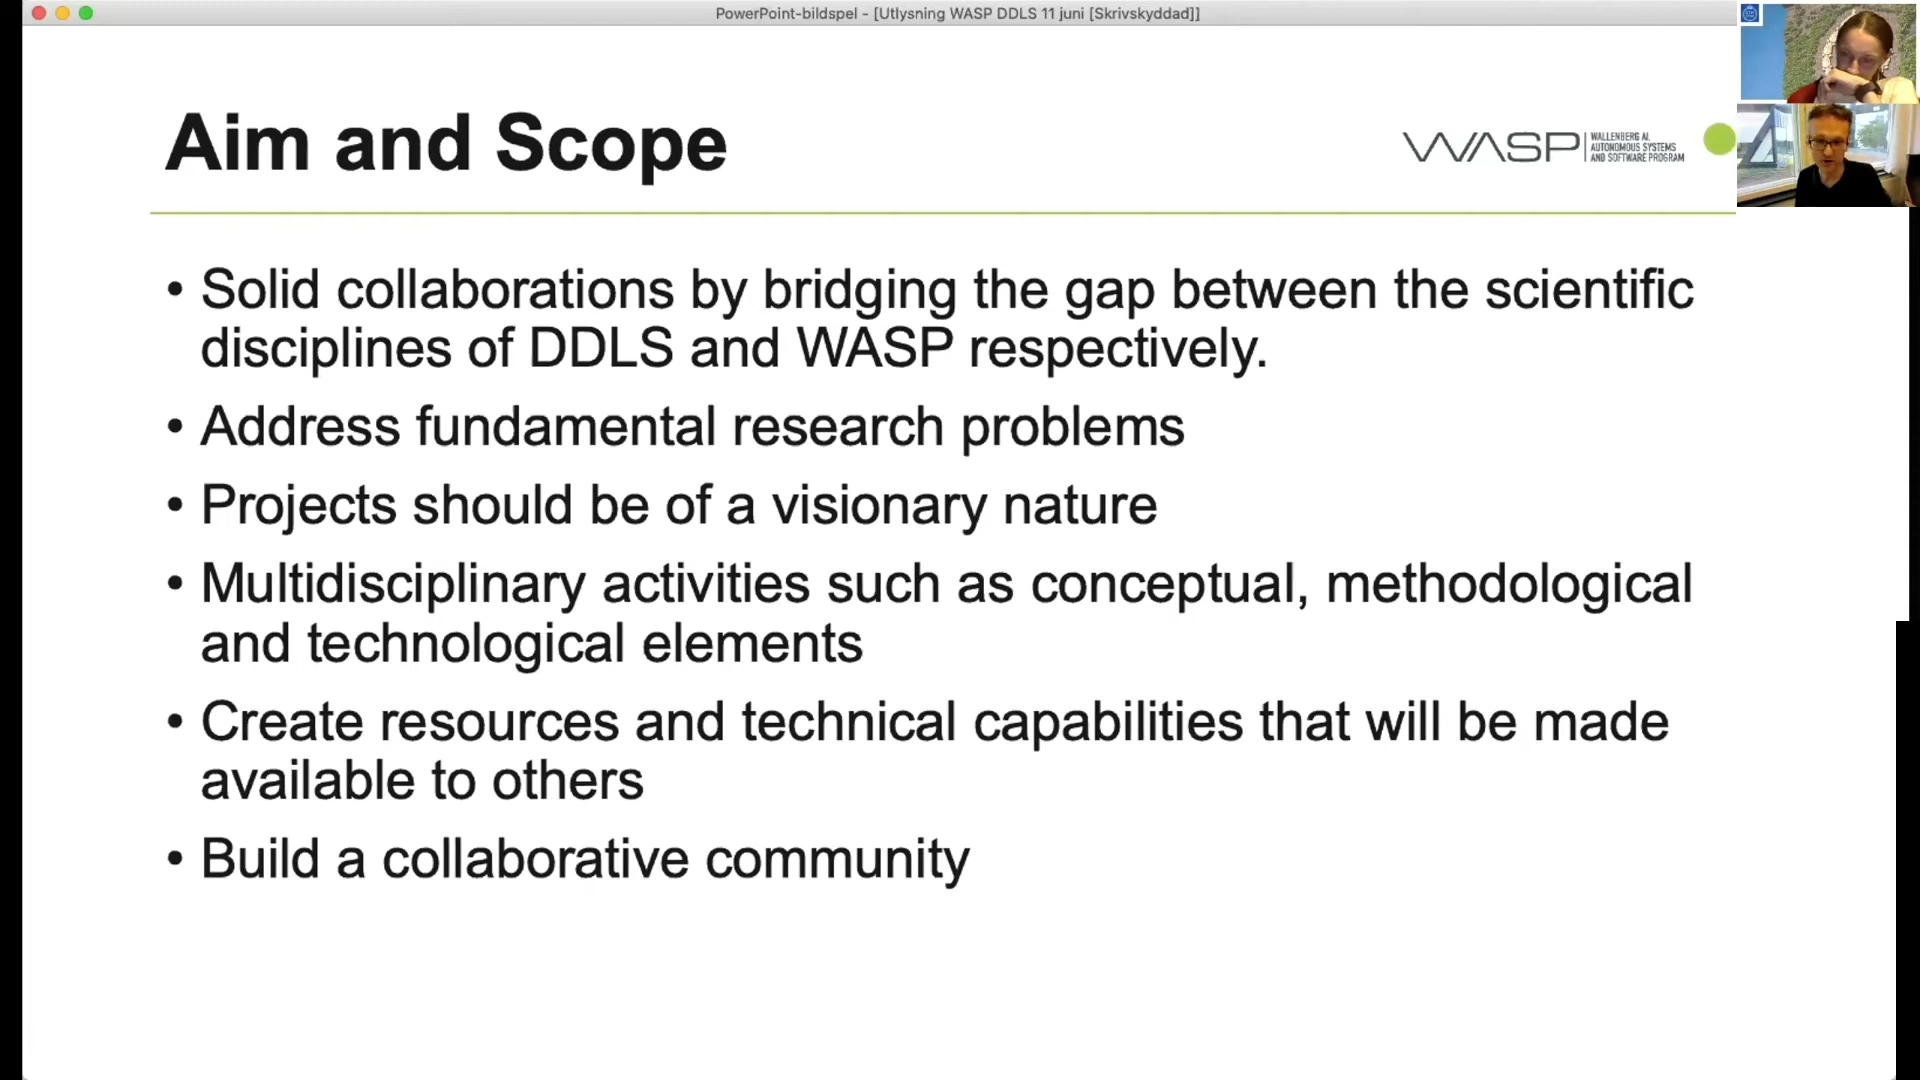 PowerPoint-bildspel - [Utlysning WASP DDLS 11 juni [Skrivskyddad]]
Aim and Scope
WASP
WALLENBERG AI,
AUTONOMOUS SYSTEMS
AND SOFTWARE PROGRAM
• Solid collaborations by bridging the gap between the scientific
disciplines of DDLS and WASP respectively.
• Address fundamental research problems
• Projects should be of a visionary nature
• Multidisciplinary activities such as conceptual, methodological
and technological elements
• Create resources and technical capabilities that will be made
available to others
• Build a collaborative community